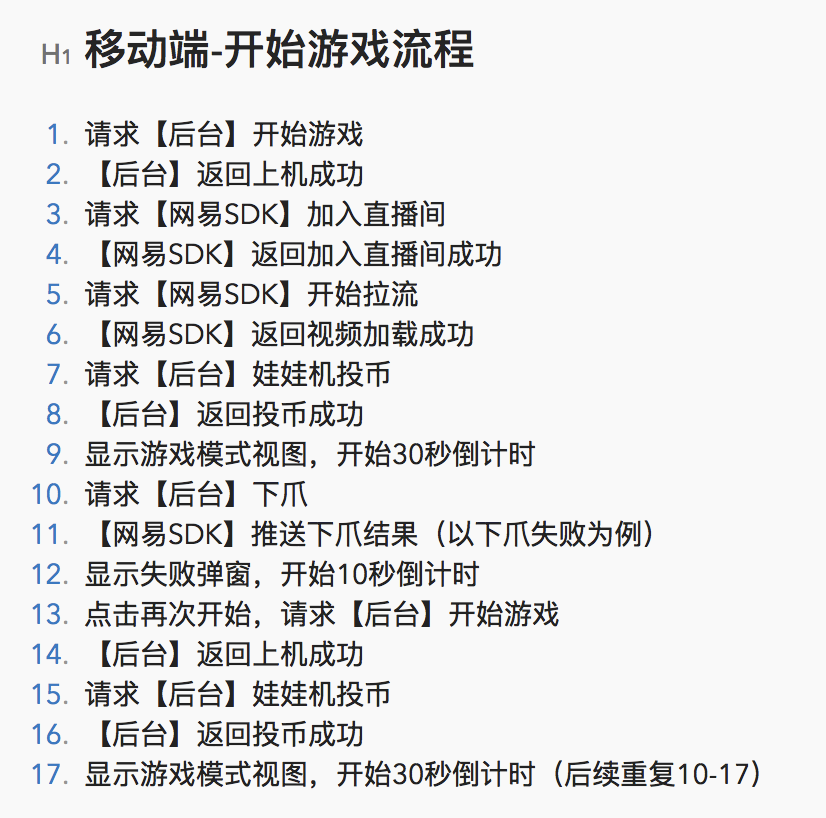 H1 移动端-开始游戏流程
1. 请求【后台】开始游戏
2. 【后台】返回上机成功
3. 请求【网易SDK】加入直播间
4. 【网易SDK】返回加入直播间成功
5. 请求【网易SDK】开始拉流
6. 【网易SDK】返回视频加载成功
7. 请求【后台】娃娃机投币
8. 【后台】返回投币成功
9. 显示游戏模式视图，开始30秒倒计时
10. 请求【后台】下爪
11. 【网易SDK】推送下爪结果（以下爪失败为例）
12. 显示失败弹窗，开始10秒倒计时
13. 点击再次开始，请求【后台】开始游戏
14. 【后台】返回上机成功
15. 请求【后台】娃娃机投币
16. 【后台】返回投币成功
17. 显示游戏模式视图，开始30秒倒计时（后续重复10-17）